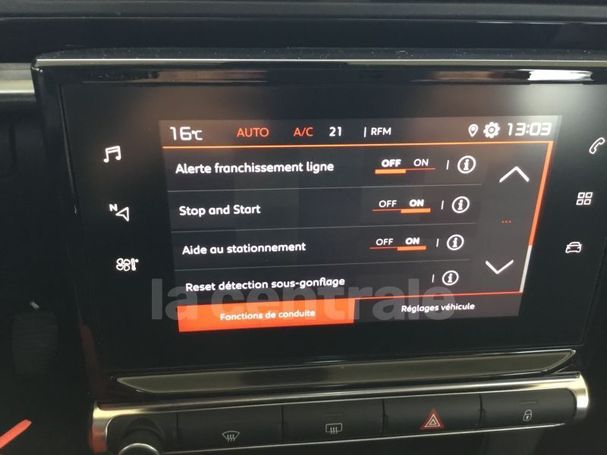 16°C AUTO A/C 21 | RFM 13:03
Alerte franchissement ligne OFF ON
Stop and Start OFF ON
N
Aide au stationnement OFF ON
Reset détection sous-gonflage
la centrale
Fonctions de conduite Réglages véhicule